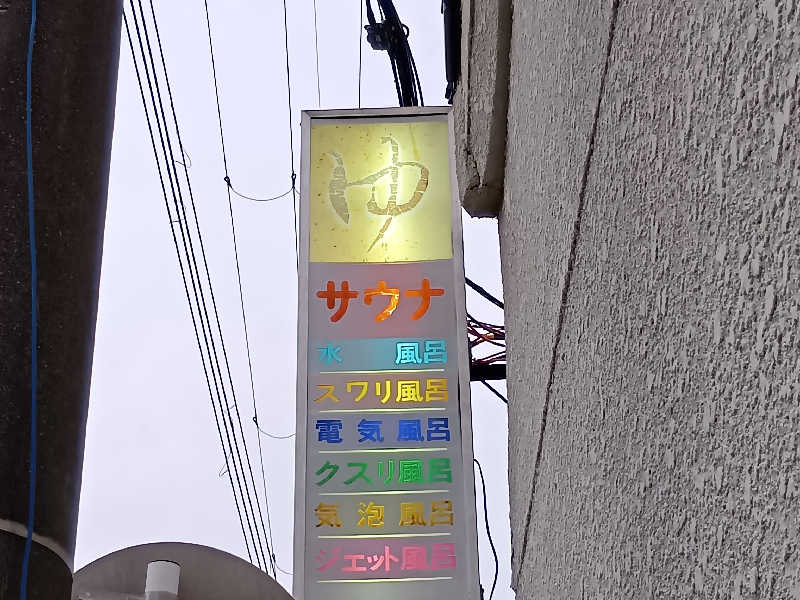 ゆ
サウナ
水 風呂
スワリ風呂
電気風呂
クスリ風呂
気泡風呂
ジェット風呂